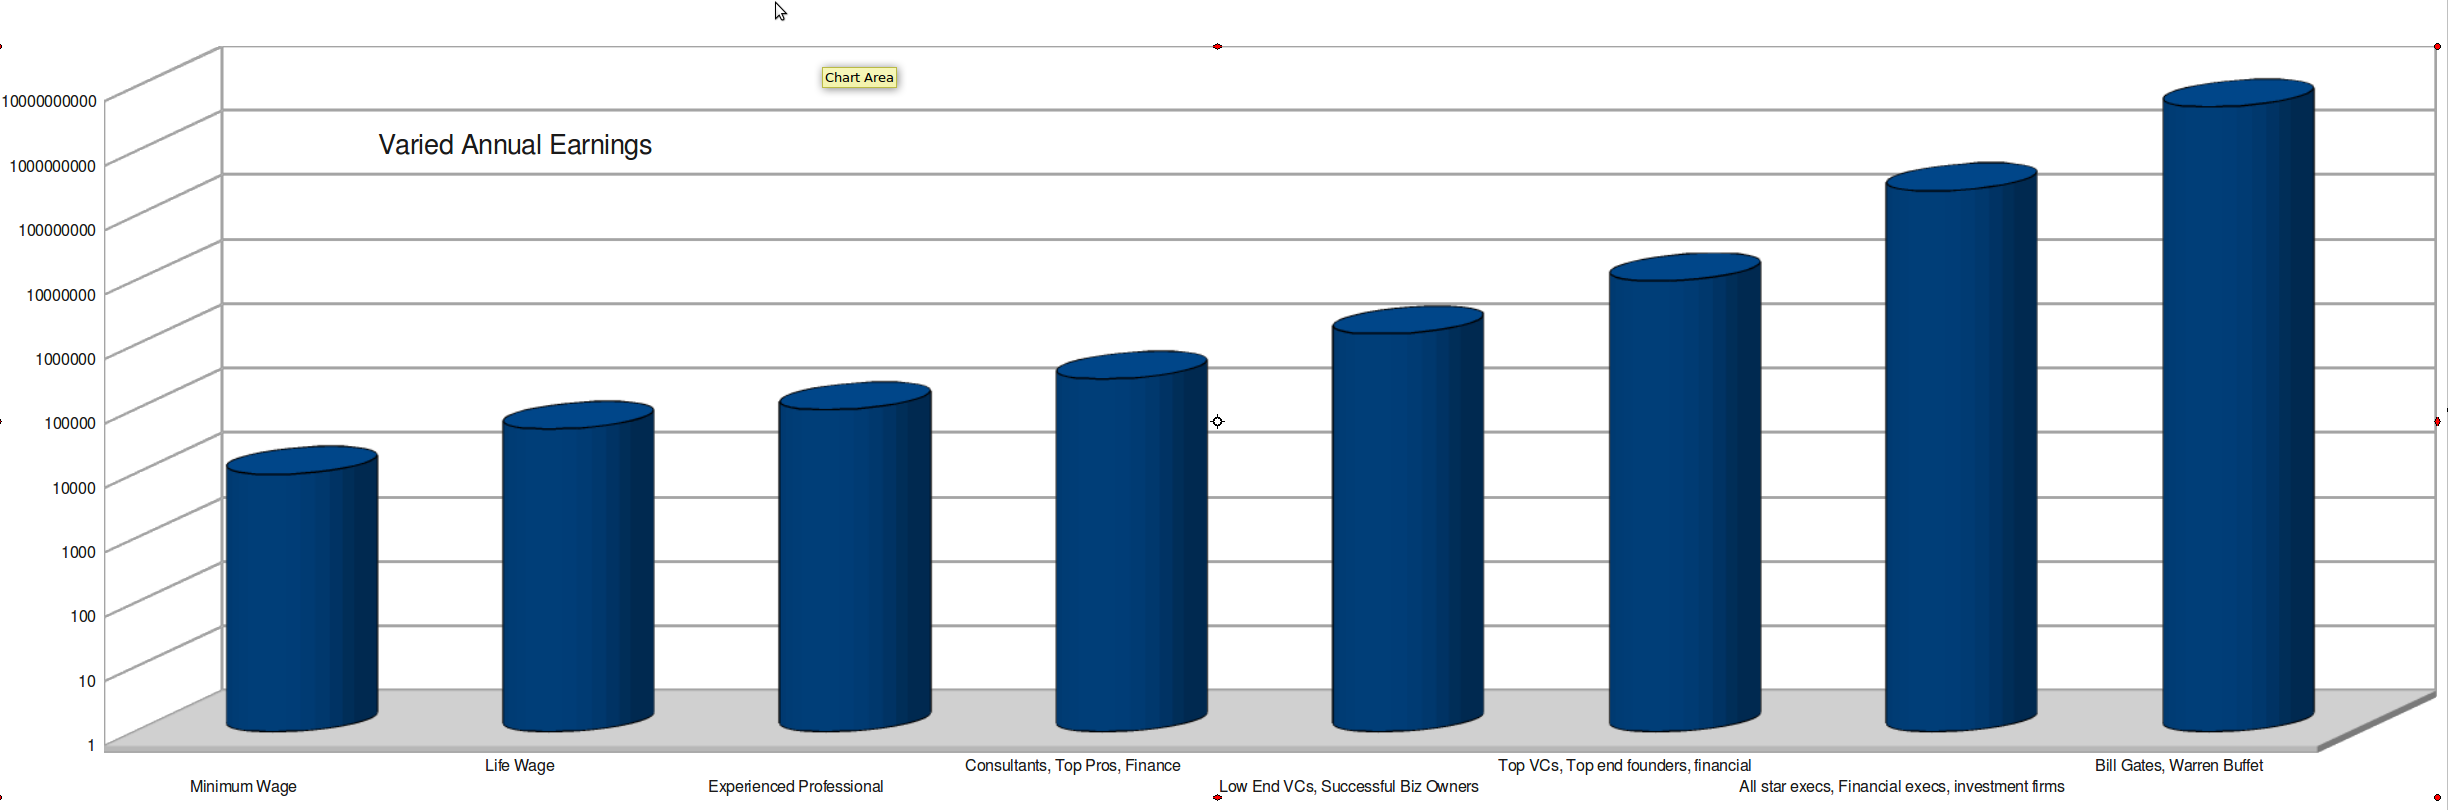 Chart Area
Varied Annual Earnings
10000000000
1000000000
100000000
10000000
1000000
100000
10000
1000
100
10
1
Minimum Wage
Life Wage
Experienced Professional
Consultants, Top Pros, Finance
Low End VCs, Successful Biz Owners
Top VCs, Top end founders, financial
All star execs, Financial execs, investment firms
Bill Gates, Warren Buffet